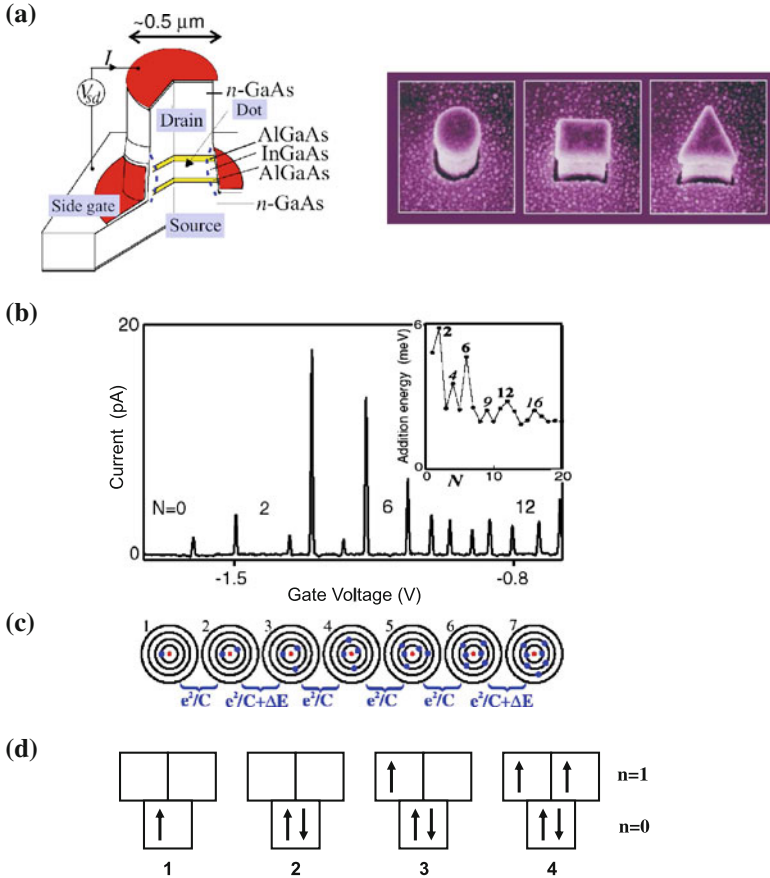 (a)
~0.5 μm
I
Vsd
n-GaAs
Dot
Drain
AlGaAs
InGaAs
AlGaAs
Side gate
n-GaAs
Source
(b)
20
Current (pA)
0
N=0 2 6 12
-1.5 -0.8
Gate Voltage (V)
6
Addition energy (meV)
0
2 4 6 9 12 16
0 10 20
N
(c)
1 2 3 4 5 6 7
e²/C e²/C+ΔE e²/C e²/C e²/C e²/C+ΔE
(d)
n=1
n=0
1 2 3 4